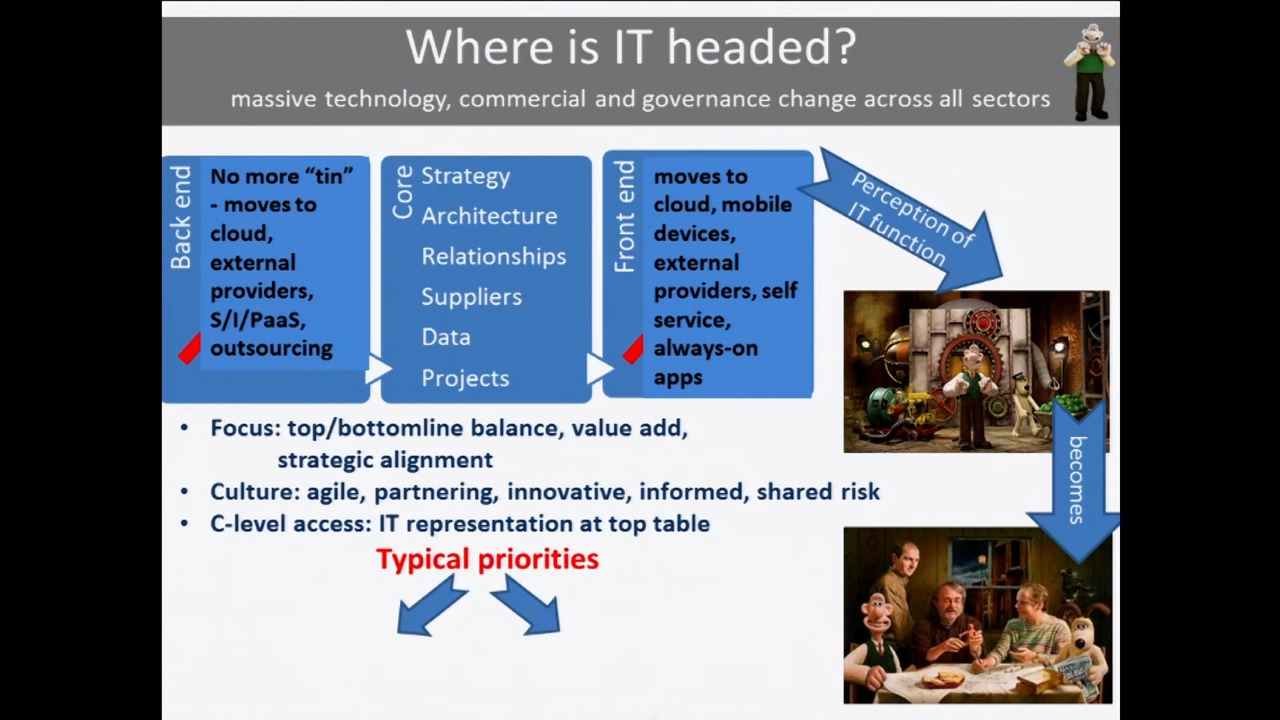 Where is IT headed?
massive technology, commercial and governance change across all sectors
Back end
No more “tin”
- moves to
cloud,
external
providers,
S/I/PaaS,
outsourcing
Core
Strategy
Architecture
Relationships
Suppliers
Data
Projects
Front end
moves to
cloud, mobile
devices,
external
providers, self
service,
always-on
apps
Perception of
IT function
becomes
• Focus: top/bottomline balance, value add,
strategic alignment
• Culture: agile, partnering, innovative, informed, shared risk
• C-level access: IT representation at top table
Typical priorities